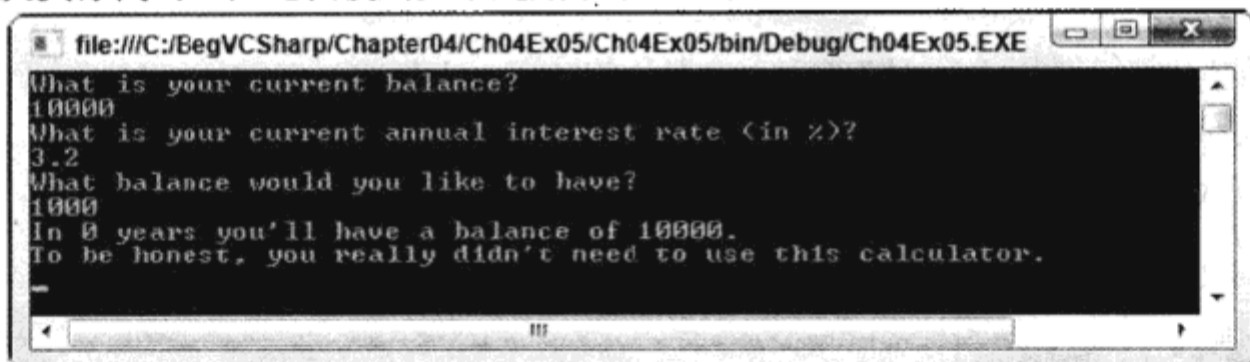 file:///C:/BegVCSharp/Chapter04/Ch04Ex05/Ch04Ex05/bin/Debug/Ch04Ex05.EXE
What is your current balance?
10000
What is your current annual interest rate (in %)?
3.2
What balance would you like to have?
1000
In 0 years you'll have a balance of 10000.
To be honest, you really didn't need to use this calculator.